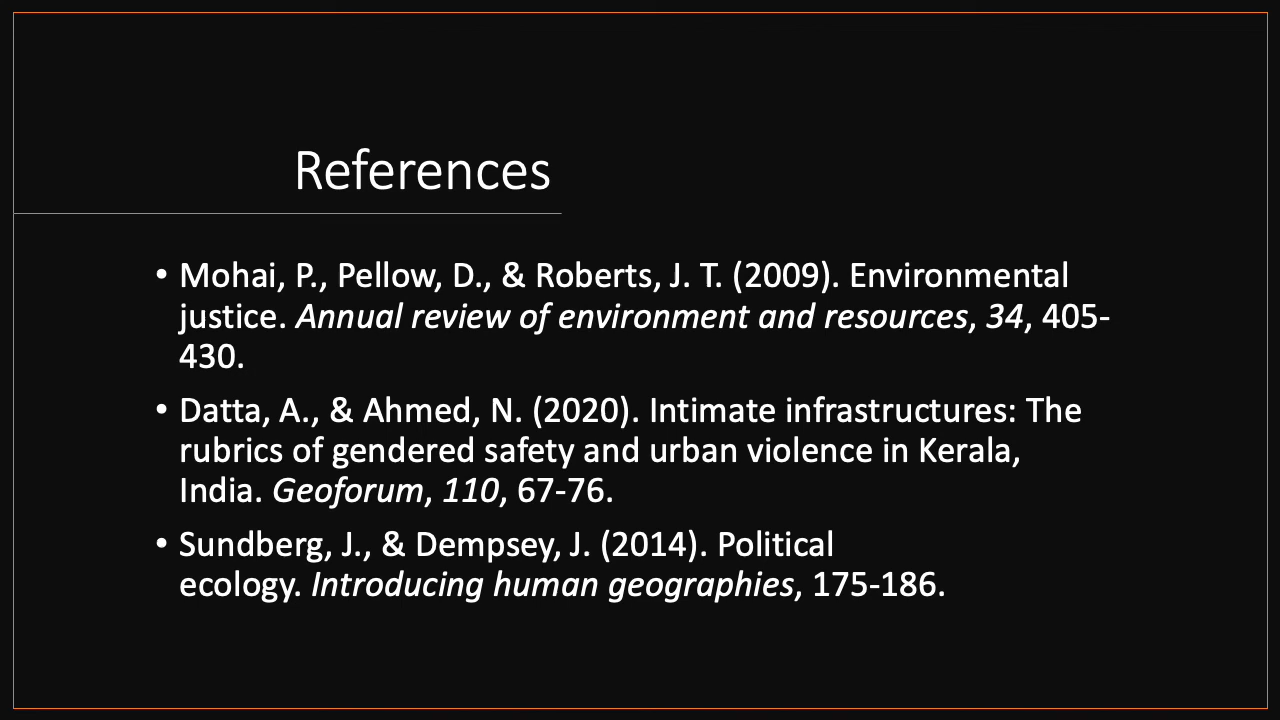 References
• Mohai, P., Pellow, D., & Roberts, J. T. (2009). Environmental
justice. Annual review of environment and resources, 34, 405-
430.
• Datta, A., & Ahmed, N. (2020). Intimate infrastructures: The
rubrics of gendered safety and urban violence in Kerala,
India. Geoforum, 110, 67-76.
• Sundberg, J., & Dempsey, J. (2014). Political
ecology. Introducing human geographies, 175-186.